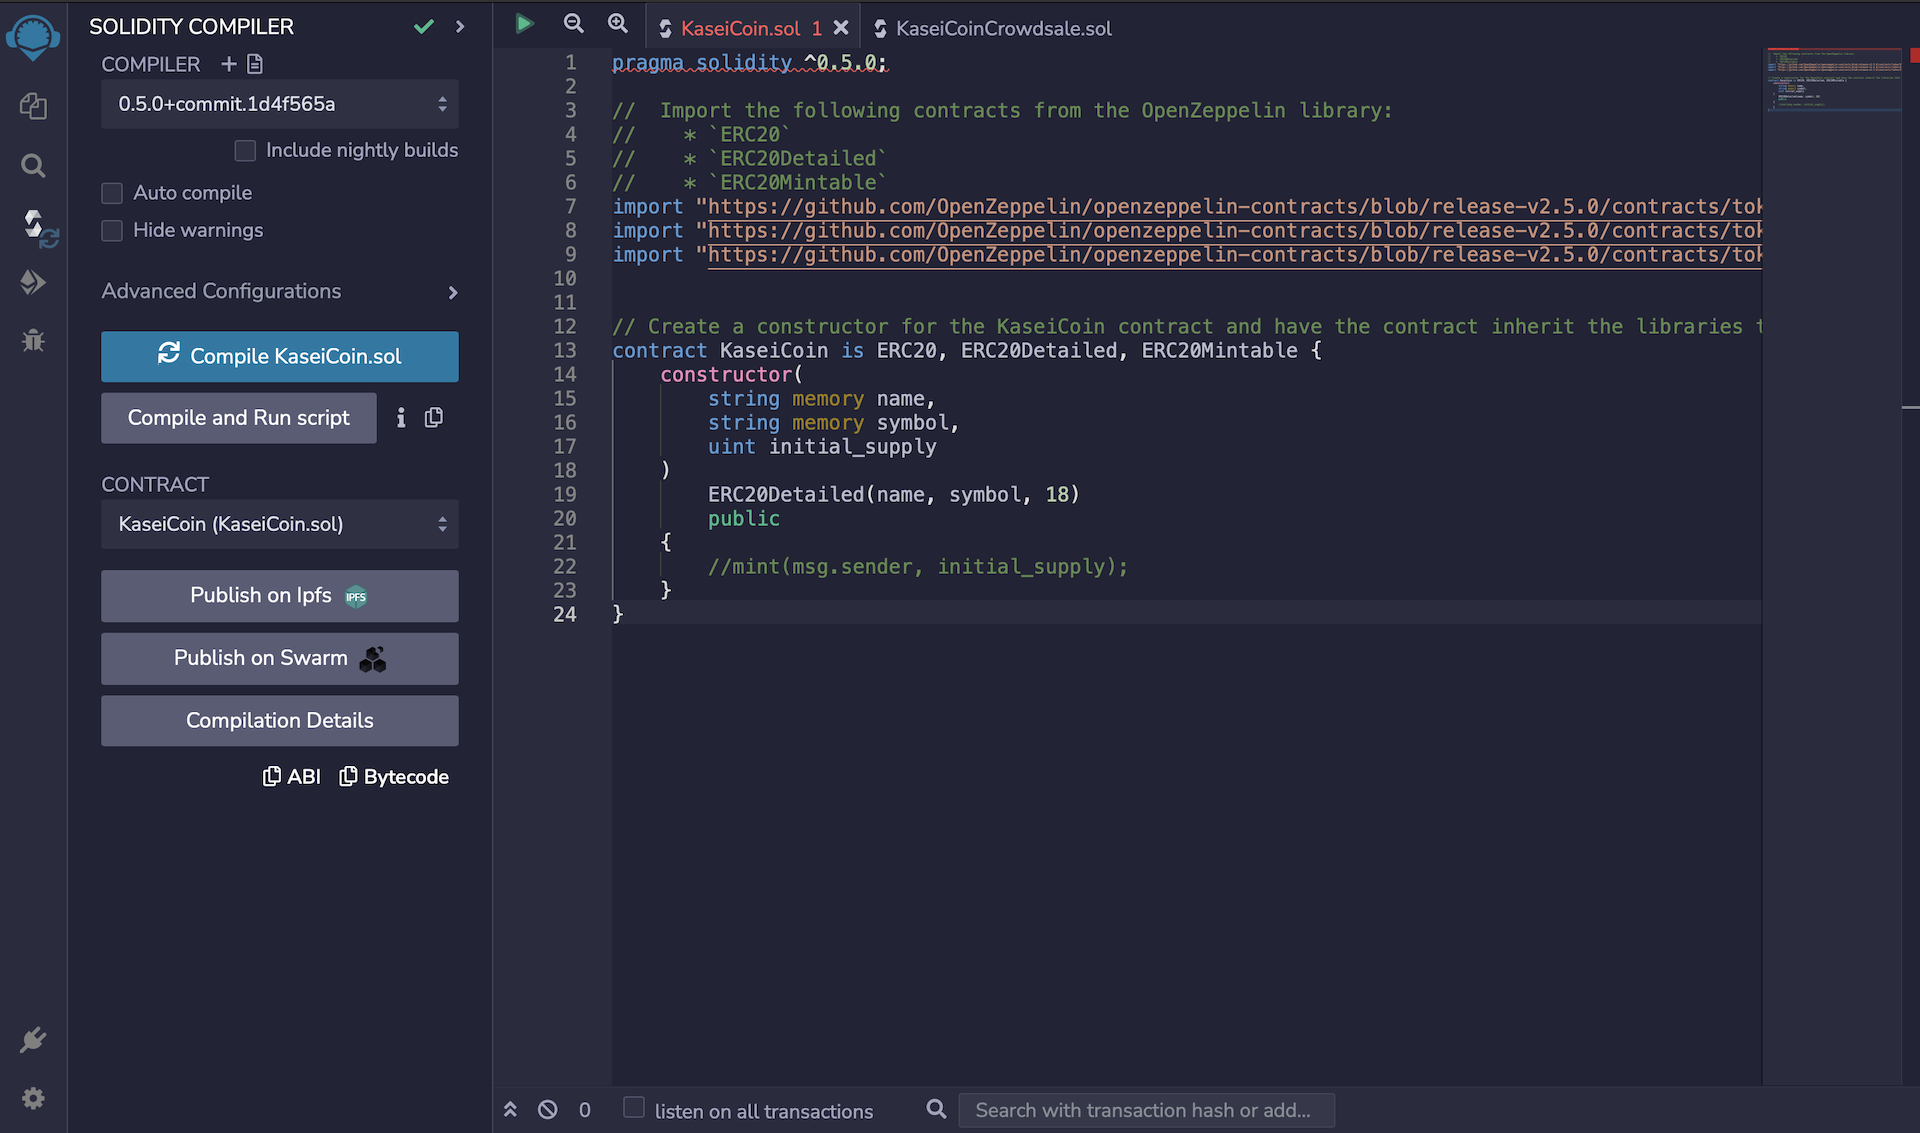 SOLIDITY COMPILER
COMPILER
0.5.0+commit.1d4f565a
Include nightly builds
Auto compile
Hide warnings
Advanced Configurations
Compile KaseiCoin.sol
Compile and Run script
CONTRACT
KaseiCoin (KaseiCoin.sol)
Publish on Ipfs IPFS
Publish on Swarm
Compilation Details
ABI Bytecode
KaseiCoin.sol 1 KaseiCoinCrowdsale.sol
1 pragma solidity ^0.5.0;
2
3 //  Import the following contracts from the OpenZeppelin library:
4 //    * `ERC20`
5 //    * `ERC20Detailed`
6 //    * `ERC20Mintable`
7 import "https://github.com/OpenZeppelin/openzeppelin-contracts/blob/release-v2.5.0/contracts/tok
8 import "https://github.com/OpenZeppelin/openzeppelin-contracts/blob/release-v2.5.0/contracts/tok
9 import "https://github.com/OpenZeppelin/openzeppelin-contracts/blob/release-v2.5.0/contracts/tok
10
11
12 // Create a constructor for the KaseiCoin contract and have the contract inherit the libraries t
13 contract KaseiCoin is ERC20, ERC20Detailed, ERC20Mintable {
14     constructor(
15         string memory name,
16         string memory symbol,
17         uint initial_supply
18     )
19         ERC20Detailed(name, symbol, 18)
20         public
21     {
22         //mint(msg.sender, initial_supply);
23     }
24 }
0 listen on all transactions Search with transaction hash or add...